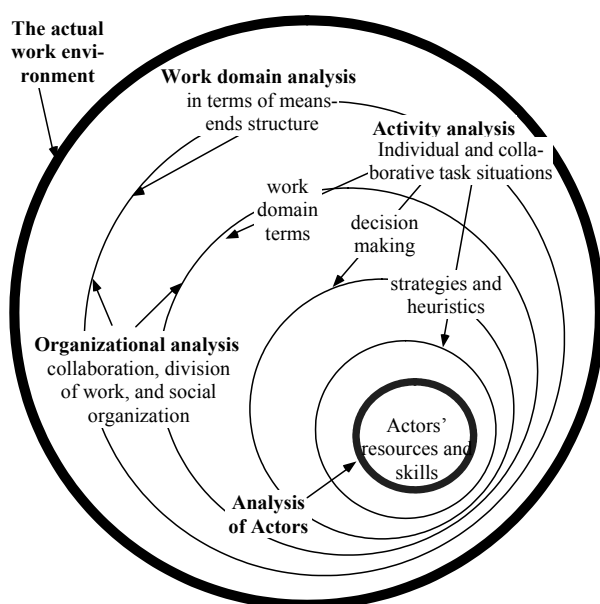 The actual
work envi-
ronment
Work domain analysis
in terms of means-
ends structure
Activity analysis
Individual and colla-
borative task situations
work
domain
terms
decision
making
strategies and
heuristics
Organizational analysis
collaboration, division
of work, and social
organization
Actors’
resources and
skills
Analysis
of Actors